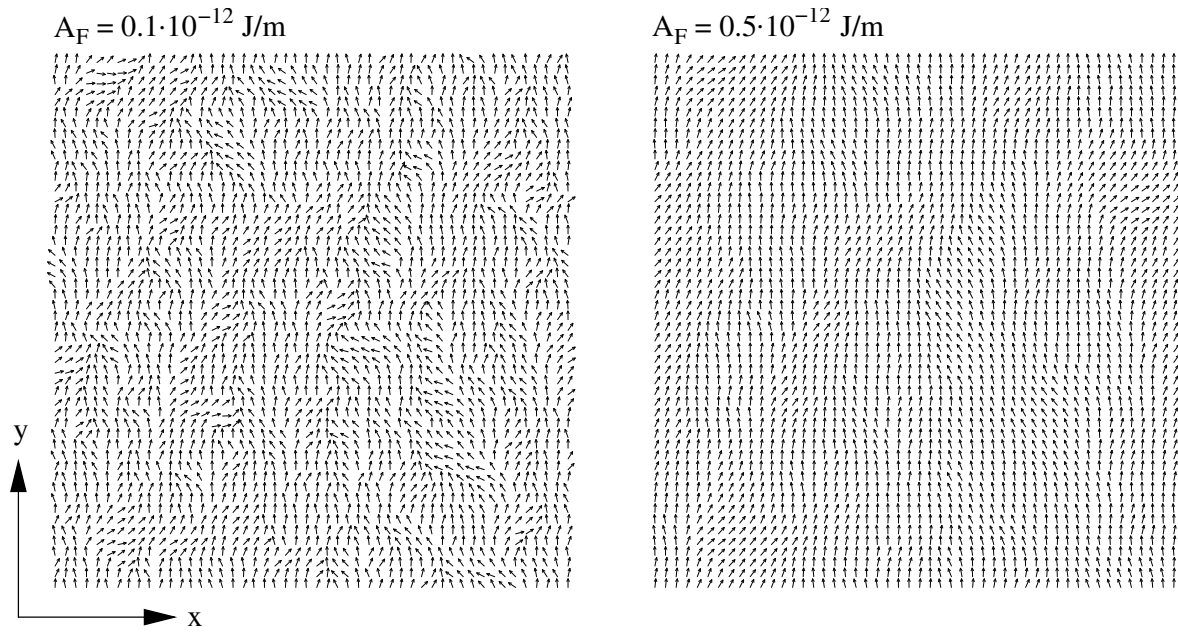 A_F = 0.1·10⁻¹² J/m
A_F = 0.5·10⁻¹² J/m
y
x